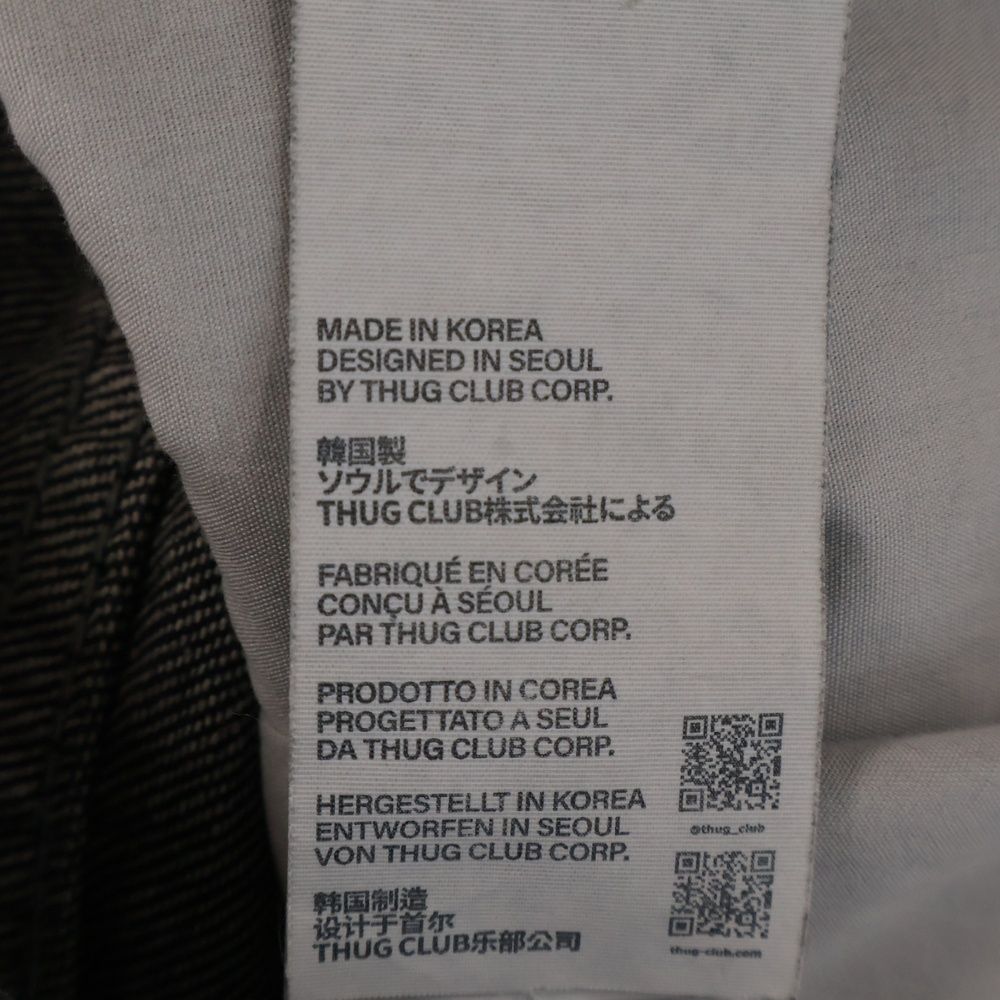 MADE IN KOREA
DESIGNED IN SEOUL
BY THUG CLUB CORP.
韓国製
ソウルでデザイン
THUG CLUB株式会社による
FABRIQUÉ EN CORÉE
CONÇU À SÉOUL
PAR THUG CLUB CORP.
PRODOTTO IN COREA
PROGETTATO A SEUL
DA THUG CLUB CORP.
HERGESTELLT IN KOREA
ENTWORFEN IN SEOUL
VON THUG CLUB CORP.
韩国制造
设计于首尔
THUG CLUB乐部公司
@thug_club
thug-club.com